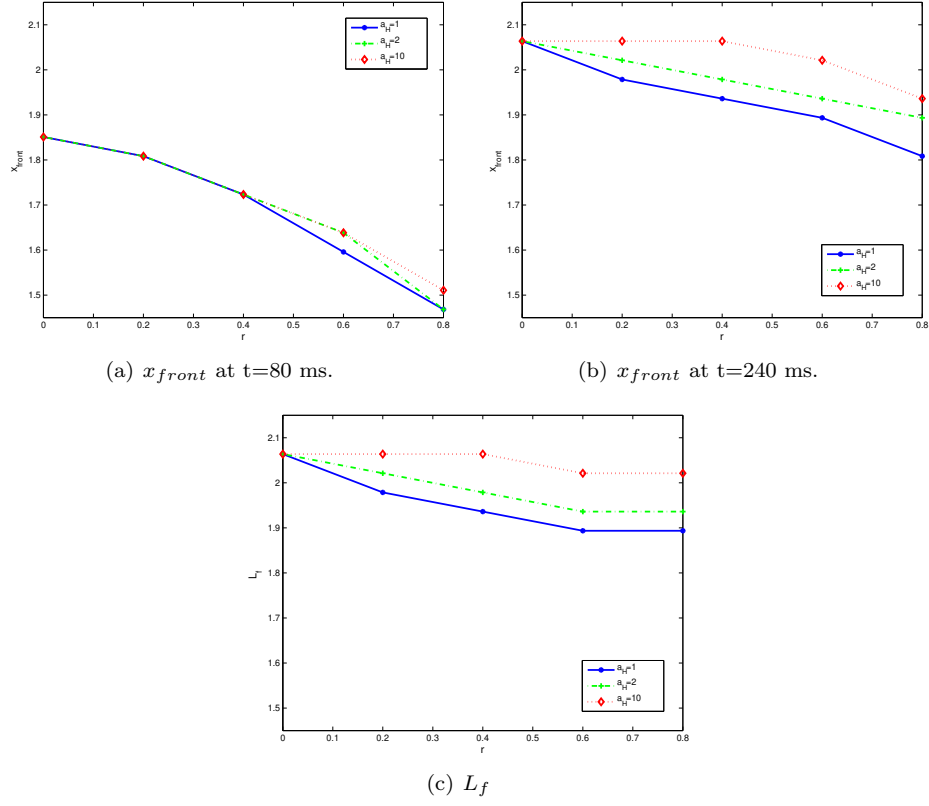 2.1
2
1.9
1.8
1.7
1.6
1.5
x_front
0 0.1 0.2 0.3 0.4 0.5 0.6 0.7 0.8
r
a_H=1
a_H=2
a_H=10
(a) x_front at t=80 ms.
2.1
2
1.9
1.8
1.7
1.6
1.5
x_front
0 0.1 0.2 0.3 0.4 0.5 0.6 0.7 0.8
r
a_H=1
a_H=2
a_H=10
(b) x_front at t=240 ms.
2.1
2
1.9
1.8
1.7
1.6
1.5
L_f
0 0.1 0.2 0.3 0.4 0.5 0.6 0.7 0.8
r
a_H=1
a_H=2
a_H=10
(c) L_f